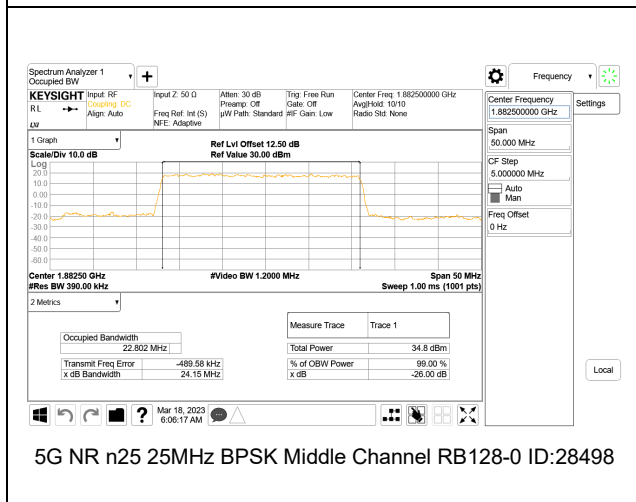 Spectrum Analyzer 1
Occupied BW
+
Frequency
KEYSIGHT
RL
LXI
Input: RF
Coupling: DC
Align: Auto
Input Z: 50 Ω
Freq Ref: Int (S)
NFE: Adaptive
Atten: 30 dB
Preamp: Off
µW Path: Standard
Trig: Free Run
Gate: Off
#IF Gain: Low
Center Freq: 1.882500000 GHz
Avg|Hold: 10/10
Radio Std: None
Center Frequency
1.882500000 GHz
Settings
Span
50.000 MHz
CF Step
5.000000 MHz
Auto
Man
Freq Offset
0 Hz
Local
1 Graph
Scale/Div 10.0 dB
Ref Lvl Offset 12.50 dB
Ref Value 30.00 dBm
Log
20.0
10.0
0.00
-10.0
-20.0
-30.0
-40.0
-50.0
-60.0
Center 1.88250 GHz
#Video BW 1.2000 MHz
Span 50 MHz
#Res BW 390.00 kHz
Sweep 1.00 ms (1001 pts)
2 Metrics
Measure Trace Trace 1
Occupied Bandwidth
22.802 MHz
Total Power 34.8 dBm
Transmit Freq Error -489.58 kHz
% of OBW Power 99.00 %
x dB Bandwidth 24.15 MHz
x dB -26.00 dB
?
Mar 18, 2023
6:06:17 AM
5G NR n25 25MHz BPSK Middle Channel RB128-0 ID:28498